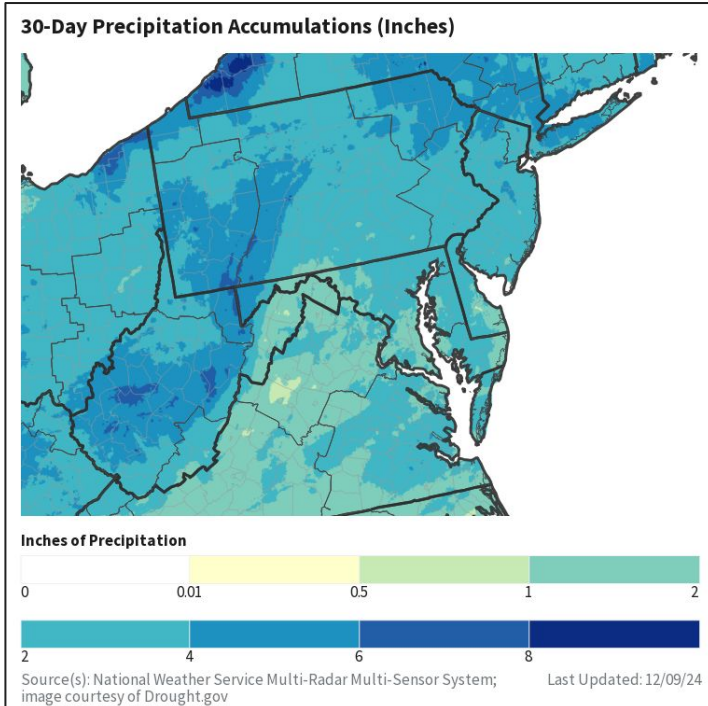 30-Day Precipitation Accumulations (Inches)
Inches of Precipitation
0 0.01 0.5 1 2
2 4 6 8
Source(s): National Weather Service Multi-Radar Multi-Sensor System; Last Updated: 12/09/24
image courtesy of Drought.gov